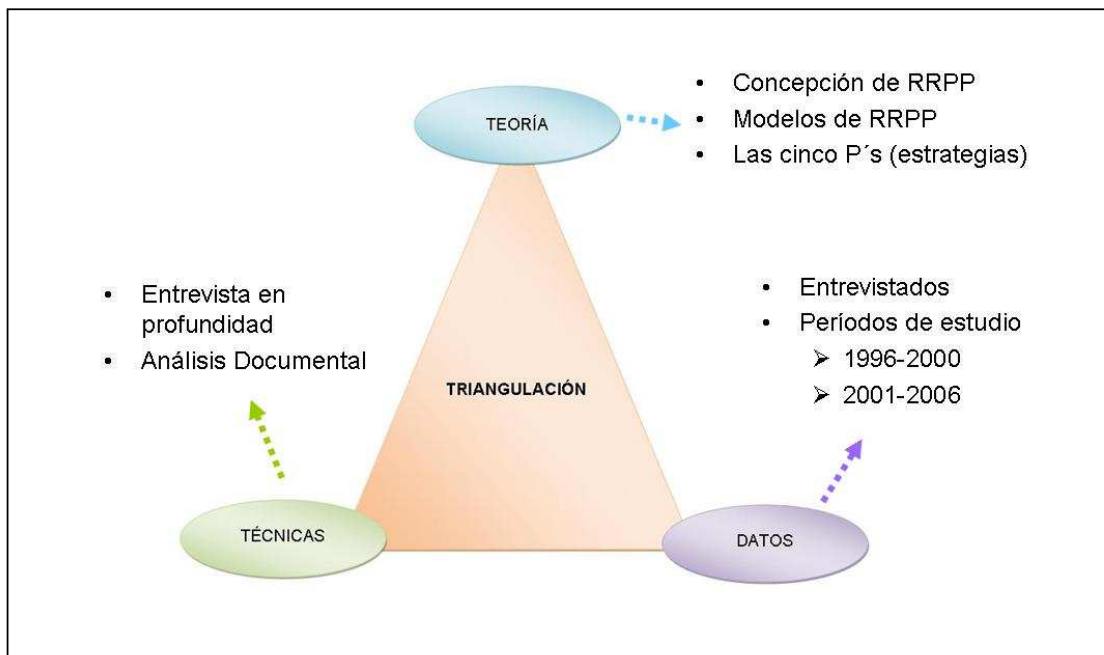 TEORÍA
• Concepción de RRPP
• Modelos de RRPP
• Las cinco P´s (estrategias)
• Entrevista en
profundidad
• Análisis Documental
• Entrevistados
• Períodos de estudio
➢ 1996-2000
➢ 2001-2006
TRIANGULACIÓN
TÉCNICAS
DATOS